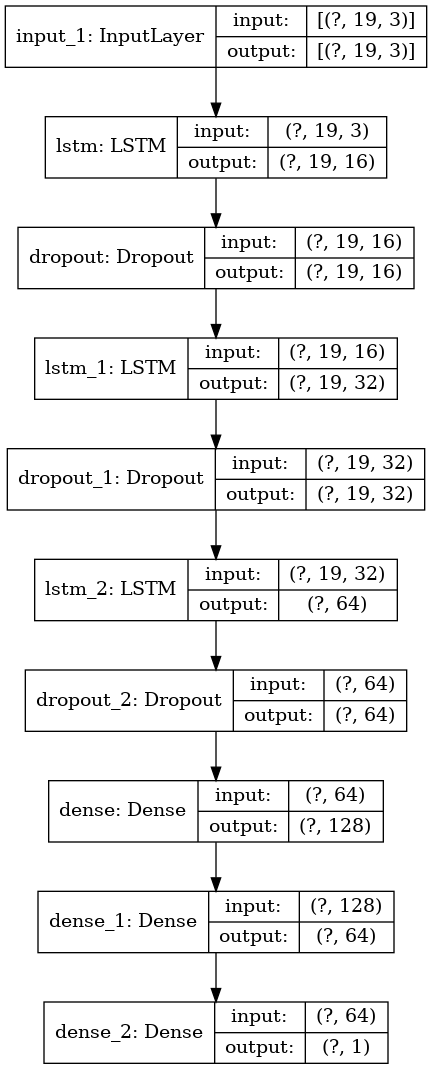 input_1: InputLayer
input: [(?, 19, 3)]
output: [(?, 19, 3)]
lstm: LSTM
input: (?, 19, 3)
output: (?, 19, 16)
dropout: Dropout
input: (?, 19, 16)
output: (?, 19, 16)
lstm_1: LSTM
input: (?, 19, 16)
output: (?, 19, 32)
dropout_1: Dropout
input: (?, 19, 32)
output: (?, 19, 32)
lstm_2: LSTM
input: (?, 19, 32)
output: (?, 64)
dropout_2: Dropout
input: (?, 64)
output: (?, 64)
dense: Dense
input: (?, 64)
output: (?, 128)
dense_1: Dense
input: (?, 128)
output: (?, 64)
dense_2: Dense
input: (?, 64)
output: (?, 1)